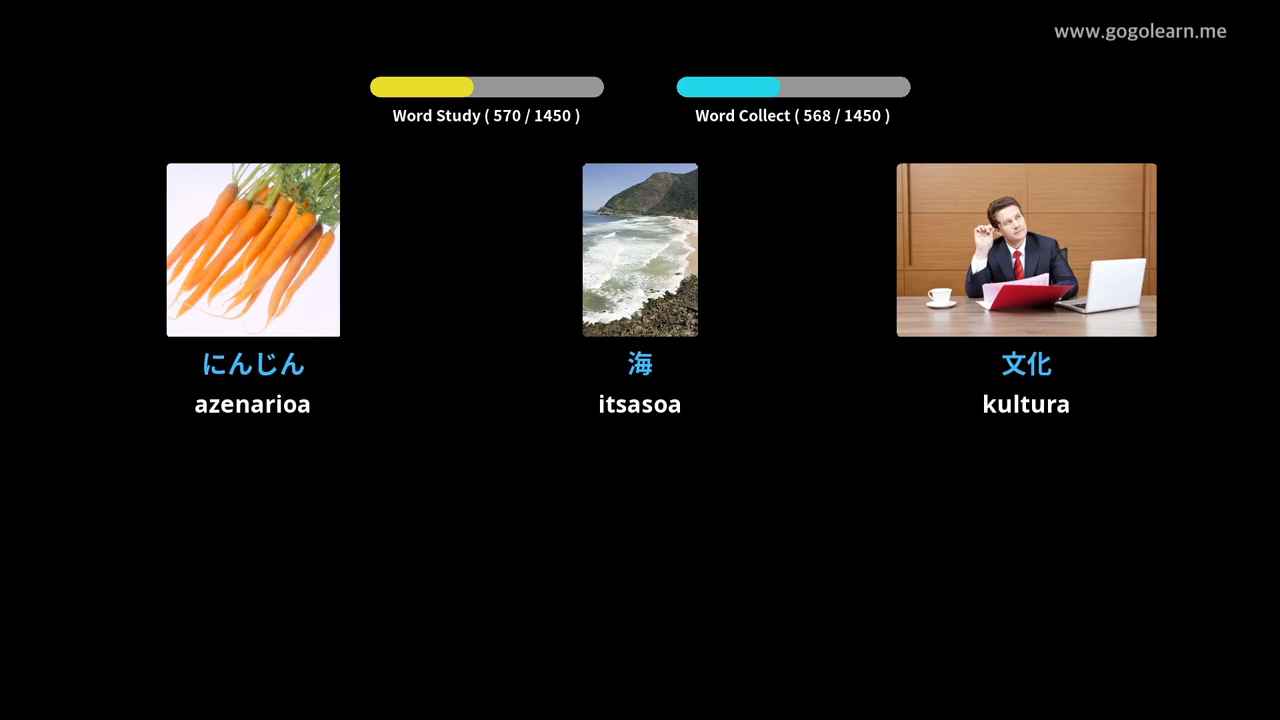 www.gogolearn.me
Word Study ( 570 / 1450 )
Word Collect ( 568 / 1450 )
にんじん
azenarioa
海
itsasoa
文化
kultura